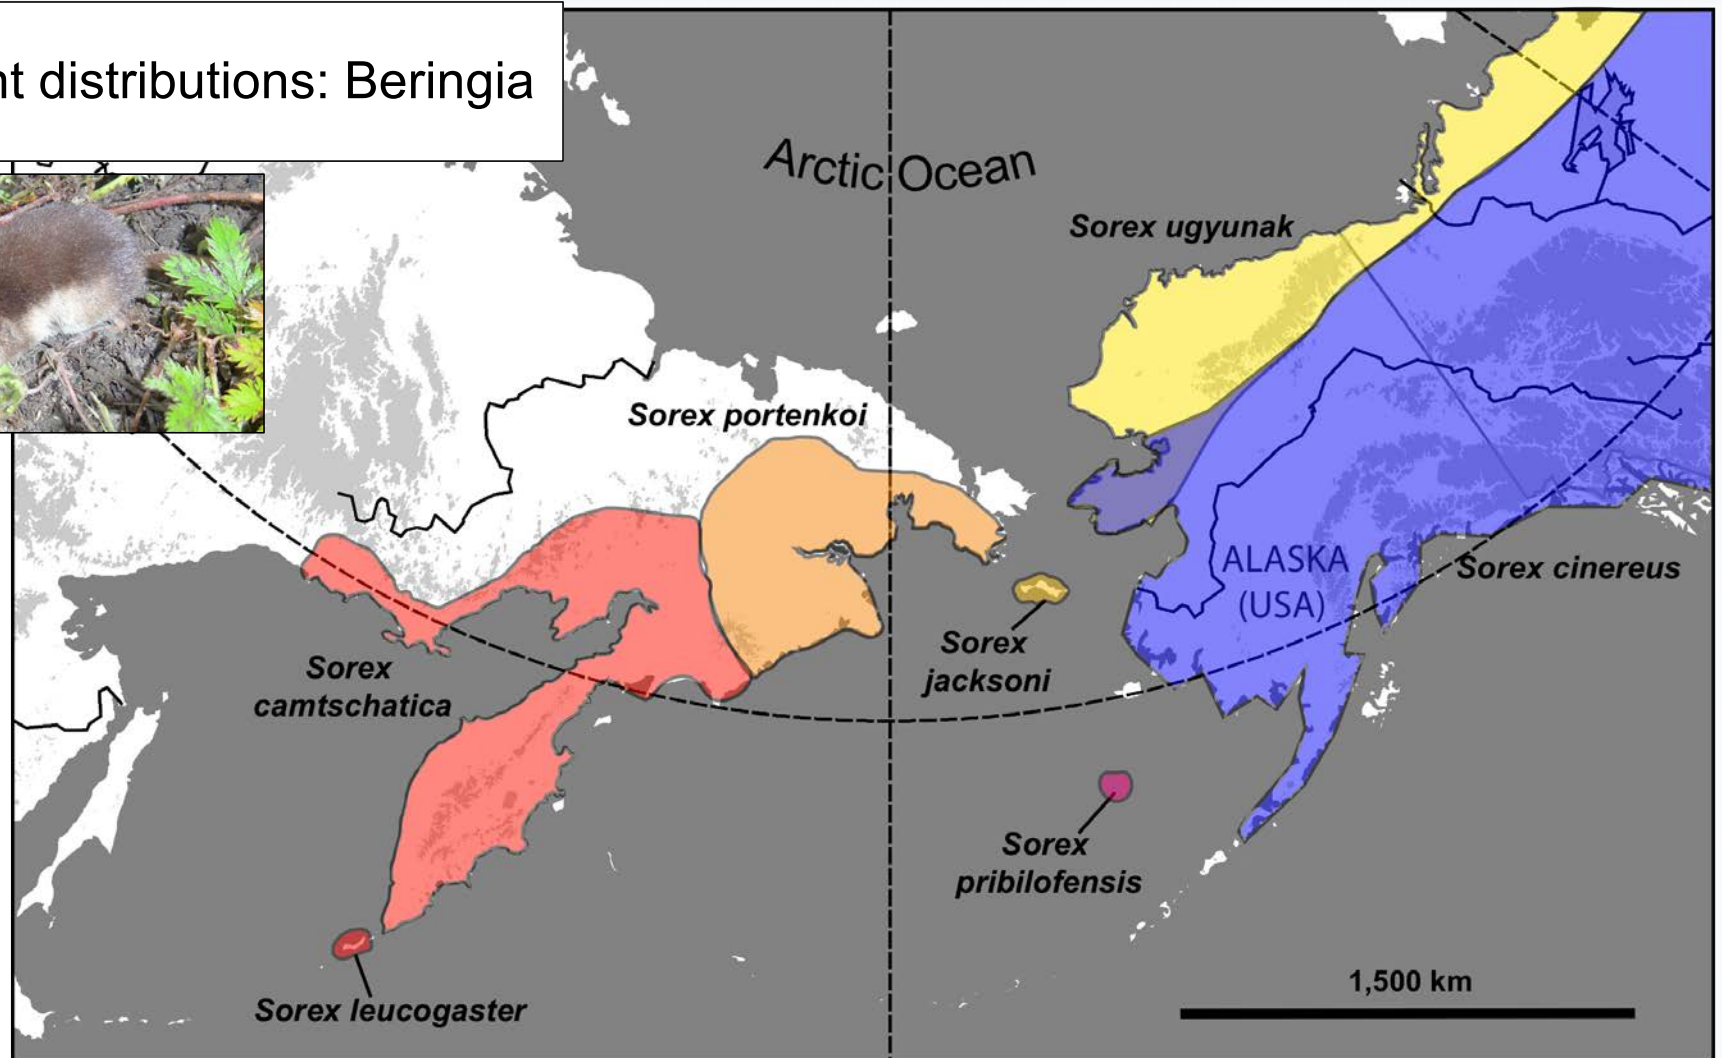 nt distributions: Beringia
Arctic Ocean
Sorex ugyunak
Sorex portenkoi
ALASKA
(USA)
Sorex cinereus
Sorex
jacksoni
Sorex
camtschatica
Sorex
pribilofensis
1,500 km
Sorex leucogaster